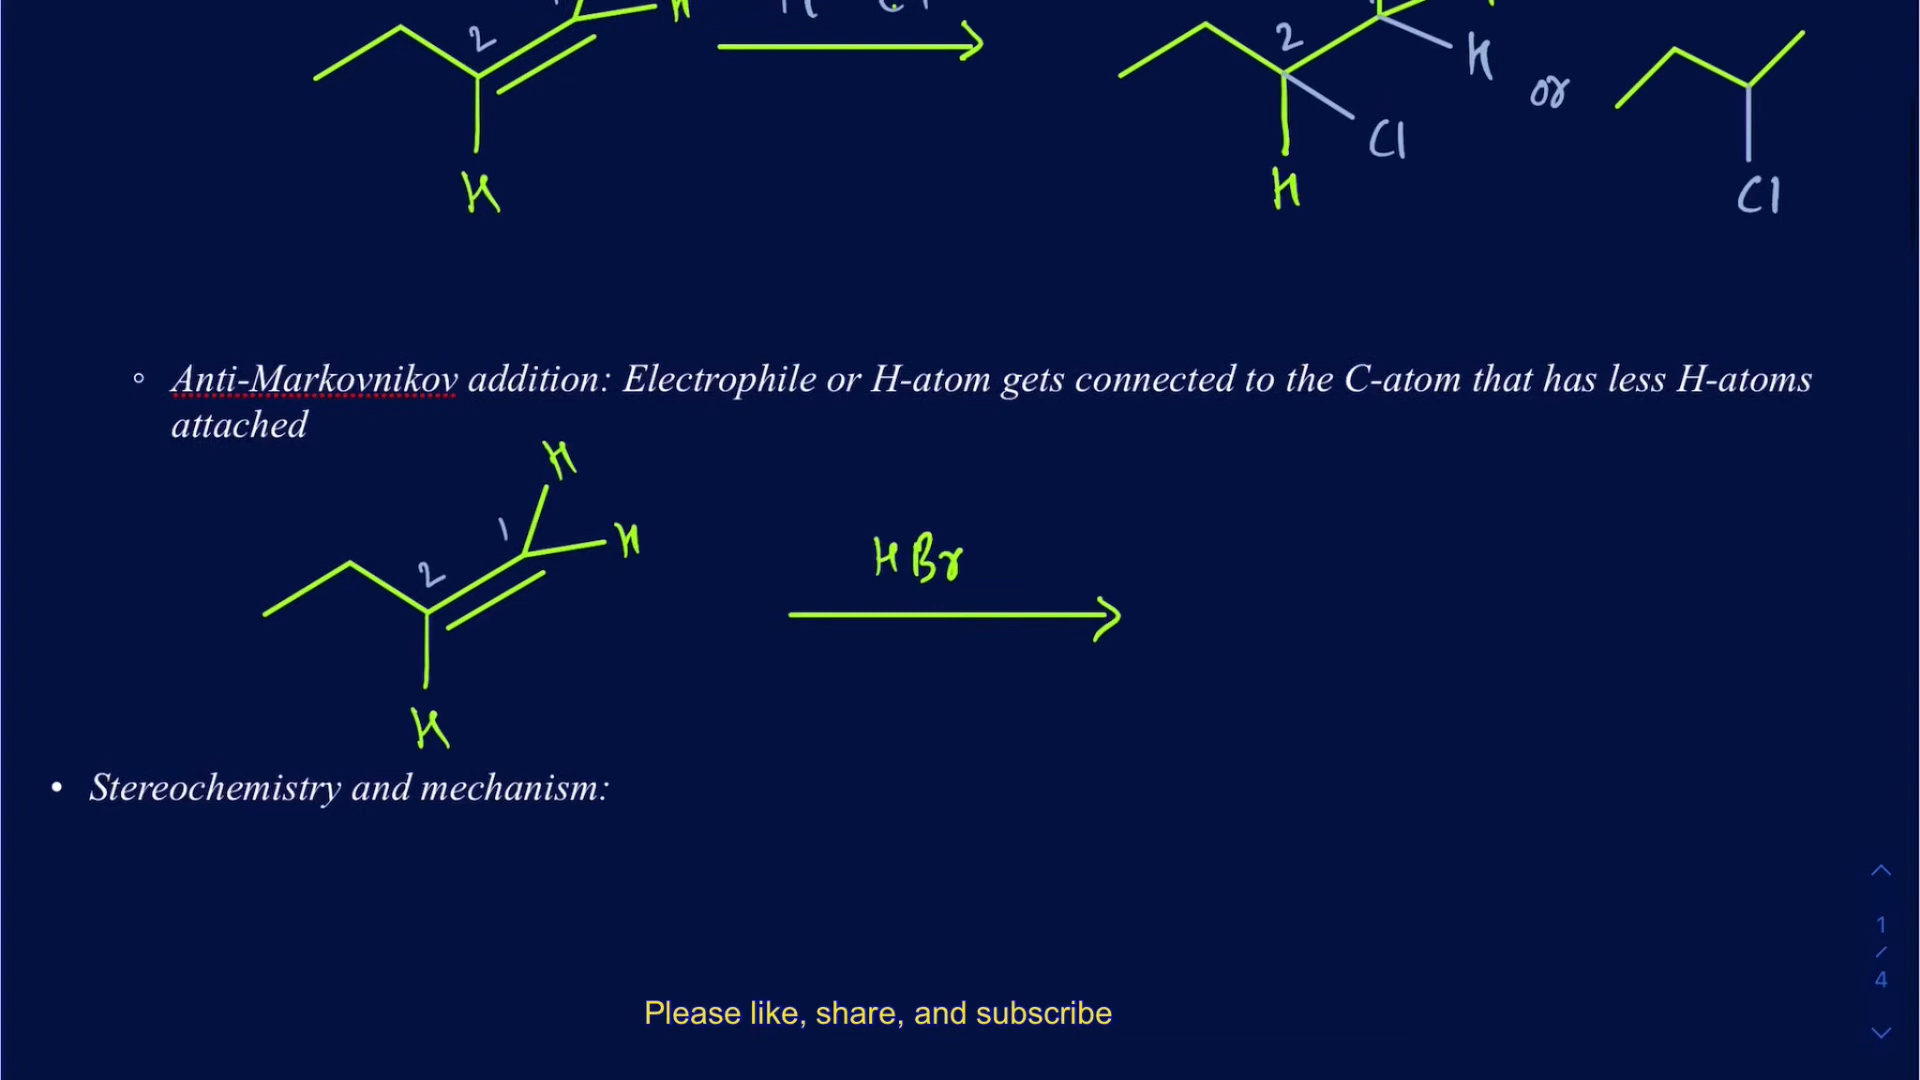 2
H
2
H
or
Cl
H
Cl
◦ Anti-Markovnikov addition: Electrophile or H-atom gets connected to the C-atom that has less H-atoms
attached
H
1
H
2
HBr
H
• Stereochemistry and mechanism:
1
/
4
Please like, share, and subscribe